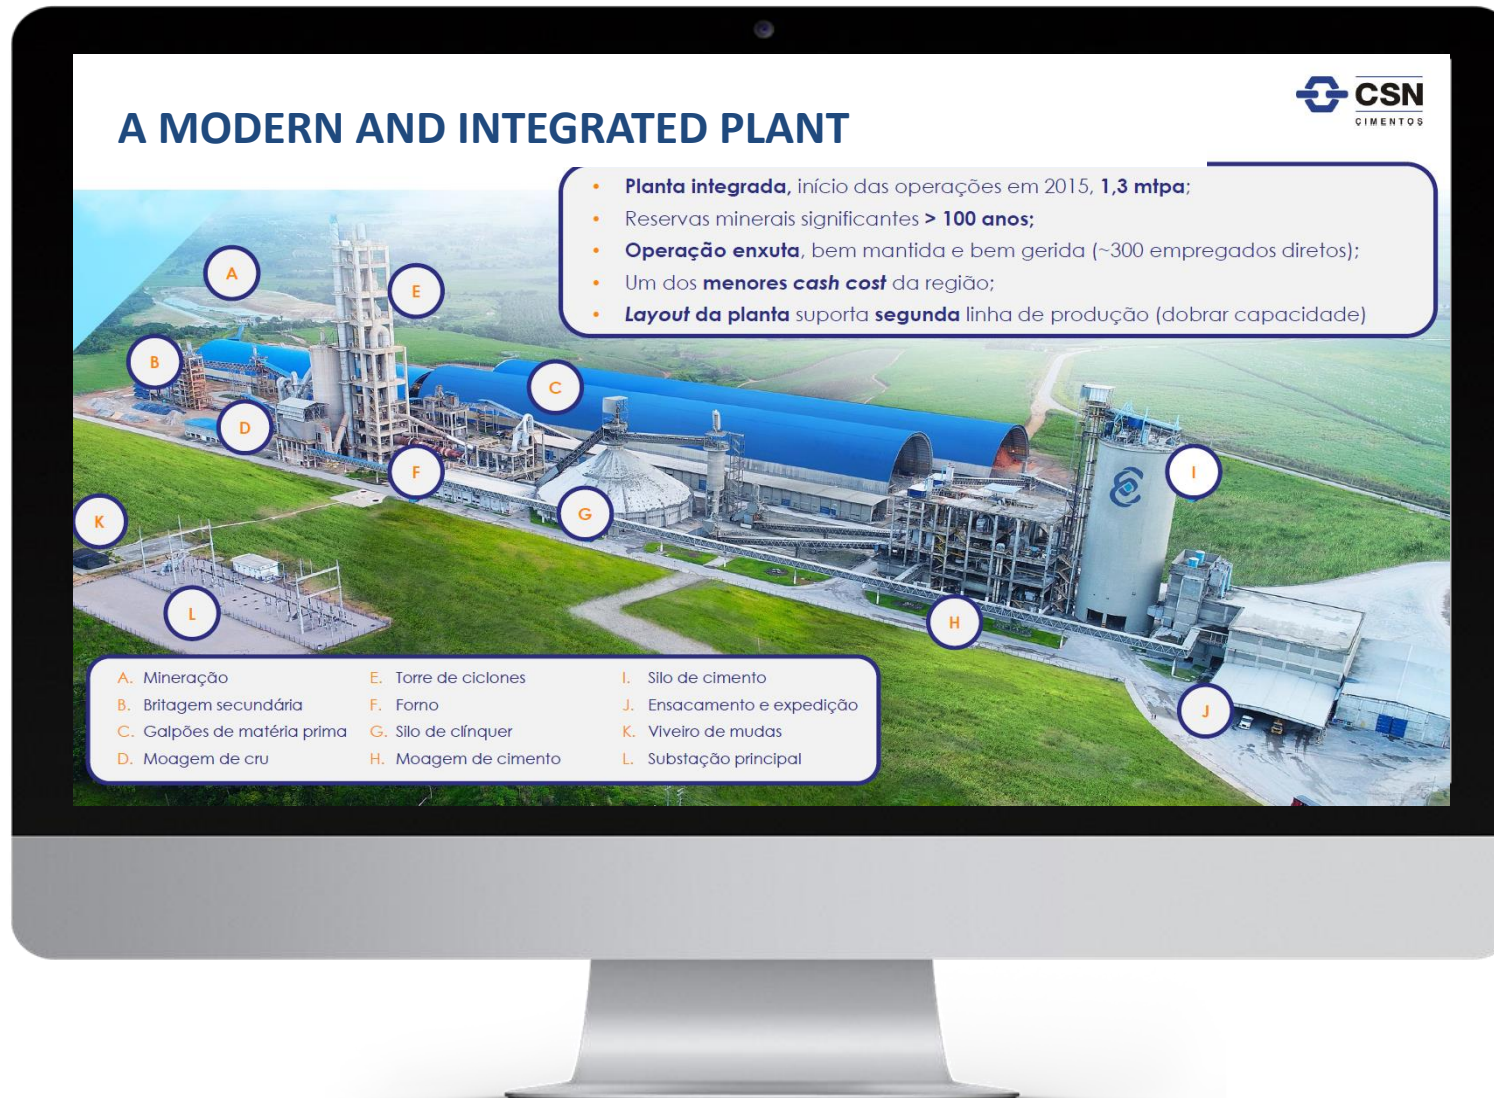 A MODERN AND INTEGRATED PLANT
CSN
CIMENTOS
• Planta integrada, início das operações em 2015, 1,3 mtpa;
• Reservas minerais significantes > 100 anos;
• Operação enxuta, bem mantida e bem gerida (~300 empregados diretos);
• Um dos menores cash cost da região;
• Layout da planta suporta segunda linha de produção (dobrar capacidade)
A
E
B
C
D
F
I
K
G
L
H
J
A. Mineração
B. Britagem secundária
C. Galpões de matéria prima
D. Moagem de cru
E. Torre de ciclones
F. Forno
G. Silo de clínquer
H. Moagem de cimento
I. Silo de cimento
J. Ensacamento e expedição
K. Viveiro de mudas
L. Substação principal